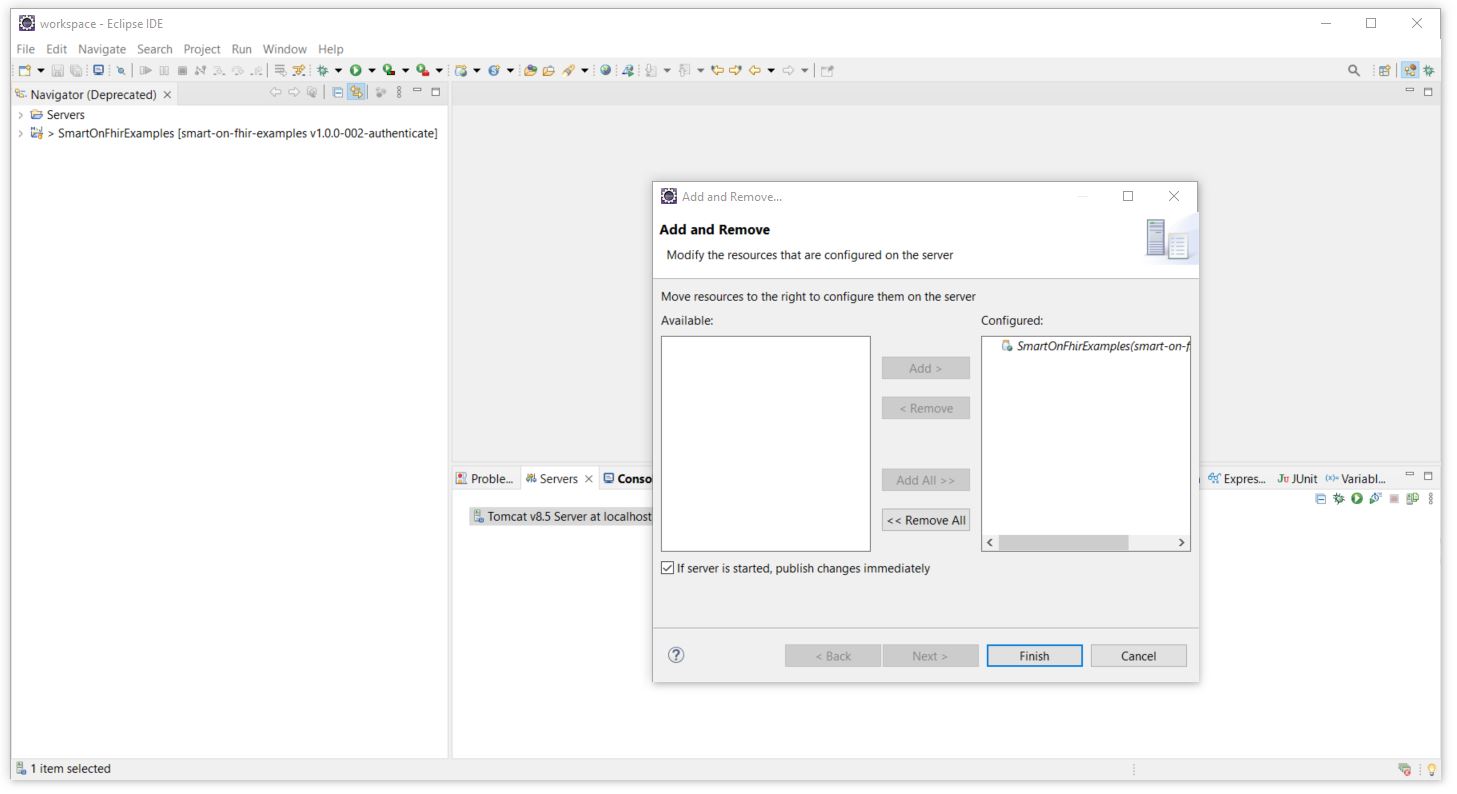 workspace - Eclipse IDE
File Edit Navigate Search Project Run Window Help
Navigator (Deprecated)
Servers
> SmartOnFhirExamples [smart-on-fhir-examples v1.0.0-002-authenticate]
Add and Remove...
Add and Remove
Modify the resources that are configured on the server
Move resources to the right to configure them on the server
Available:
Configured:
SmartOnFhirExamples(smart-on-f
Add >
< Remove
Add All >>
<< Remove All
If server is started, publish changes immediately
< Back
Next >
Finish
Cancel
Proble... Servers Conso
Expres... JUnit Variabl...
Tomcat v8.5 Server at localhost
1 item selected